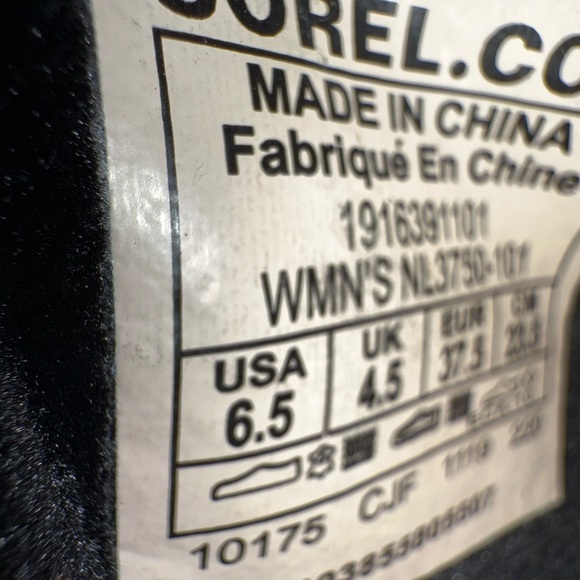 SOREL.CO
MADE IN CHINA
Fabriqué En Chine
1916391101
WMN'S NL3750-101
USA UK EUR CM
6.5 4.5 37.5 23.5
10175 CJF 1119